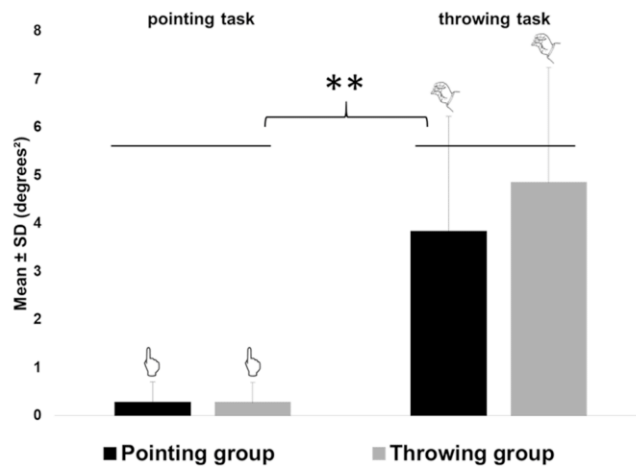 pointing task
throwing task
**
Mean ± SD (degrees²)
8
7
6
5
4
3
2
1
0
Pointing group
Throwing group